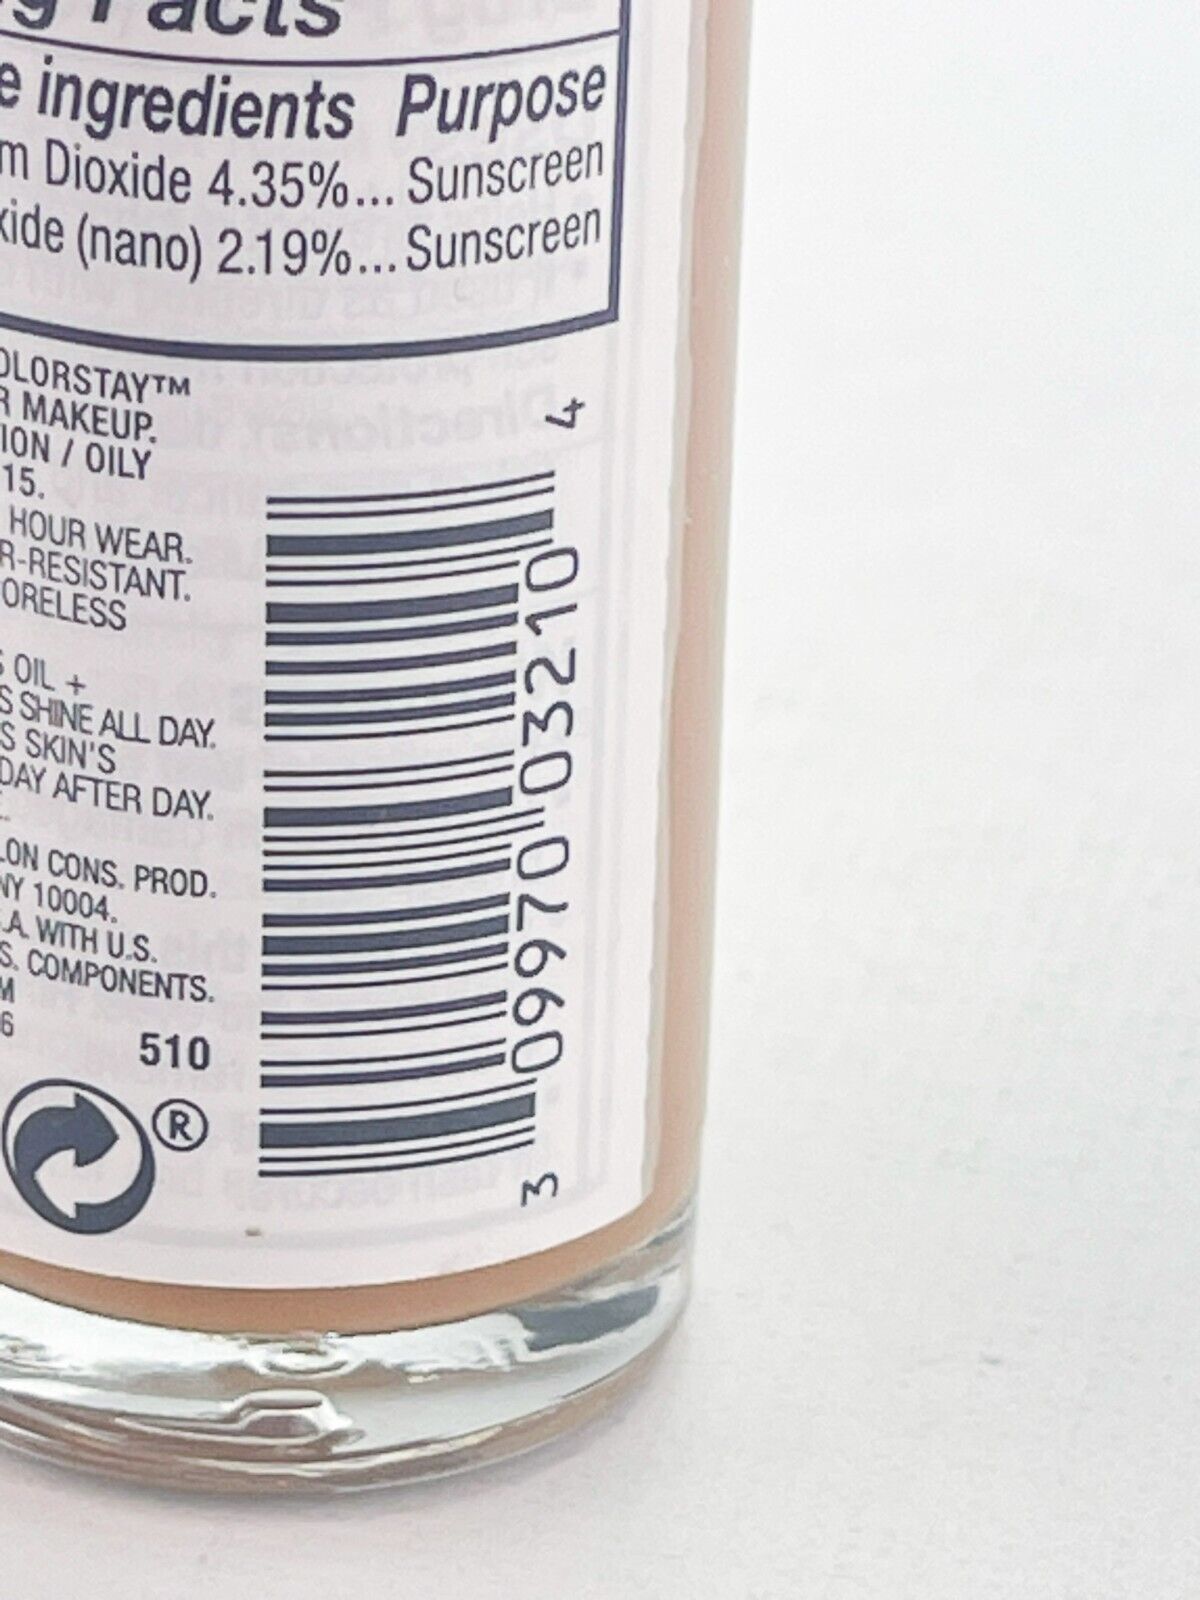 Facts
ingredients Purpose
Dioxide 4.35%... Sunscreen
(nano) 2.19%... Sunscreen
OLORSTAY™
R MAKEUP.
ION / OILY
15.
HOUR WEAR.
R-RESISTANT.
ORELESS
OIL +
S SHINE ALL DAY.
S SKIN'S
DAY AFTER DAY.
LON CONS. PROD.
NY 10004.
.A. WITH U.S.
S. COMPONENTS.
M
6
510
®
3 09970 03210 4